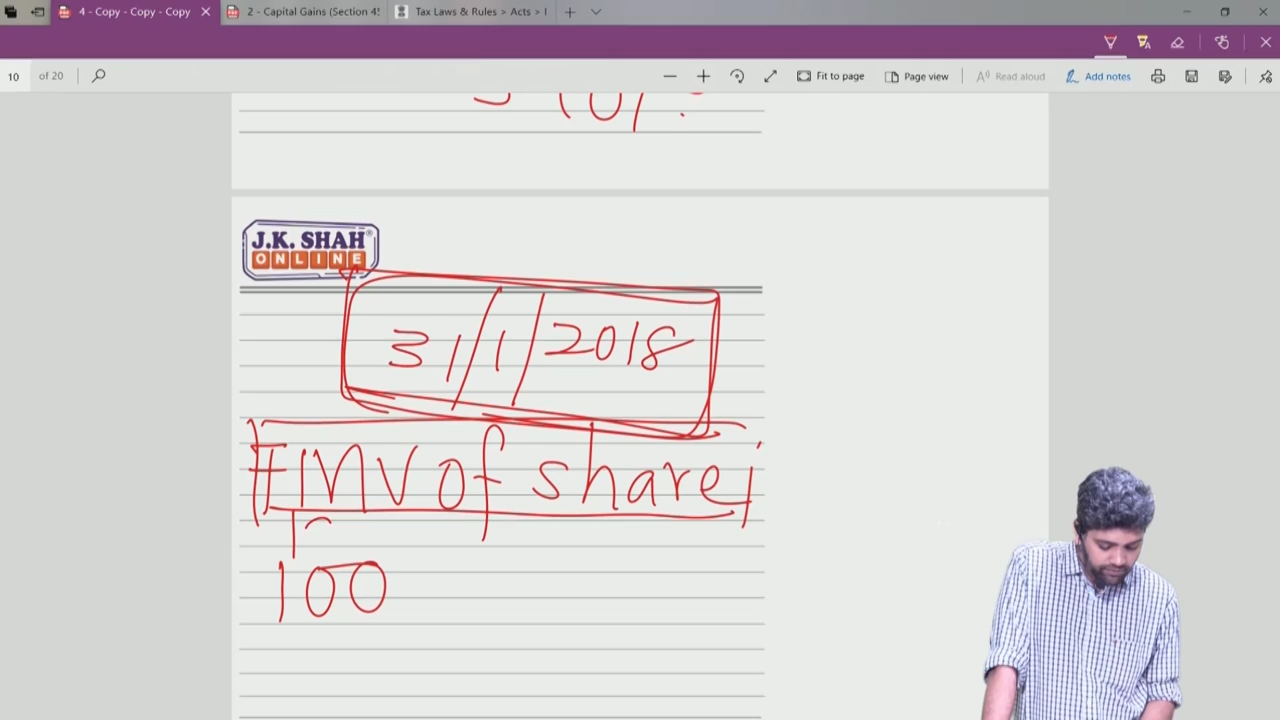 4 - Copy - Copy - Copy
2 - Capital Gains (Section 4
Tax Laws & Rules > Acts > I
10 of 20
Fit to page
Page view
Read aloud
Add notes
J.K. SHAH®
ONLINE
31/1/2018
FMV of share
100